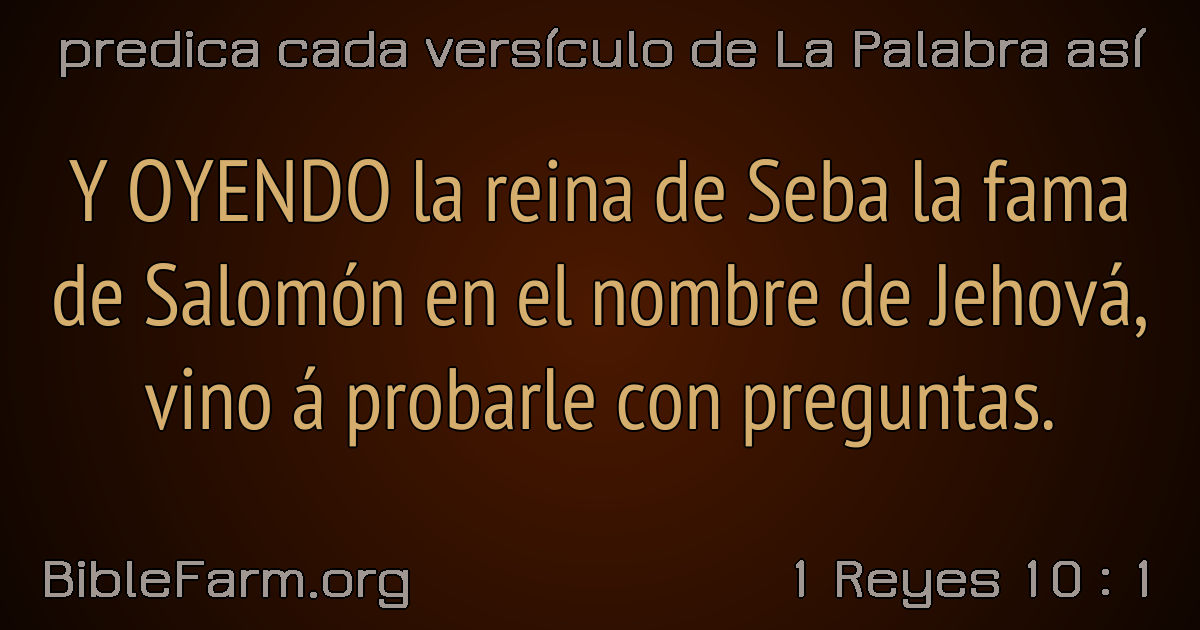 predica cada versículo de La Palabra así
Y OYENDO la reina de Seba la fama
de Salomón en el nombre de Jehová,
vino á probarle con preguntas.
BibleFarm.org
1 Reyes 10 : 1